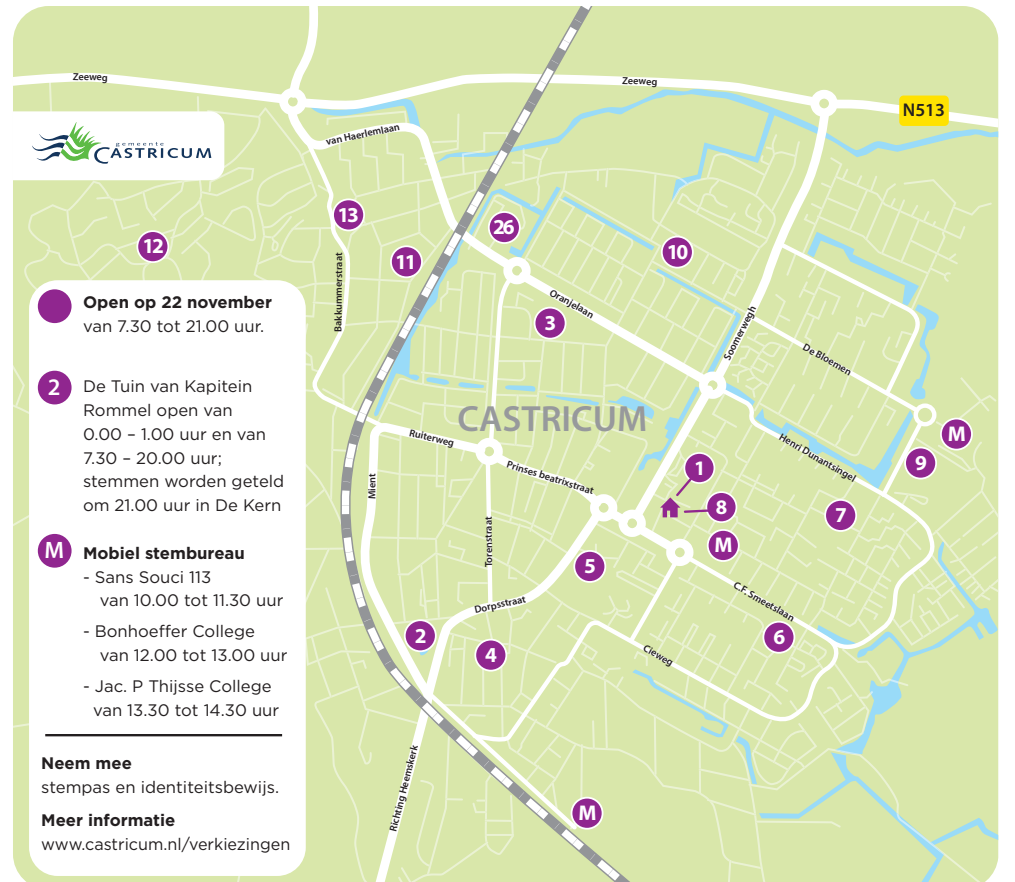 Zeeweg
Zeeweg
N513
gemeente
CASTRICUM
van Haerlemlaan
13
26
12
11
10
Bakkummerstraat
Oranjelaan
3
Soomerwegh
De Bloemen
Open op 22 november
van 7.30 tot 21.00 uur.
2
De Tuin van Kapitein
Rommel open van
0.00 – 1.00 uur en van
7.30 – 20.00 uur;
stemmen worden geteld
om 21.00 uur in De Kern
M
Mobiel stembureau
- Sans Souci 113
van 10.00 tot 11.30 uur
- Bonhoeffer College
van 12.00 tot 13.00 uur
- Jac. P Thijsse College
van 13.30 tot 14.30 uur
Neem mee
stempas en identiteitsbewijs.
Meer informatie
www.castricum.nl/verkiezingen
CASTRICUM
Ruiterweg
Prinses beatrixstraat
Henri Dunantsingel
M
9
1
8
7
Mient
Torenstraat
M
5
Dorpsstraat
C.F. Smeetslaan
2
4
6
Cieweg
Richting Heemskerk
M